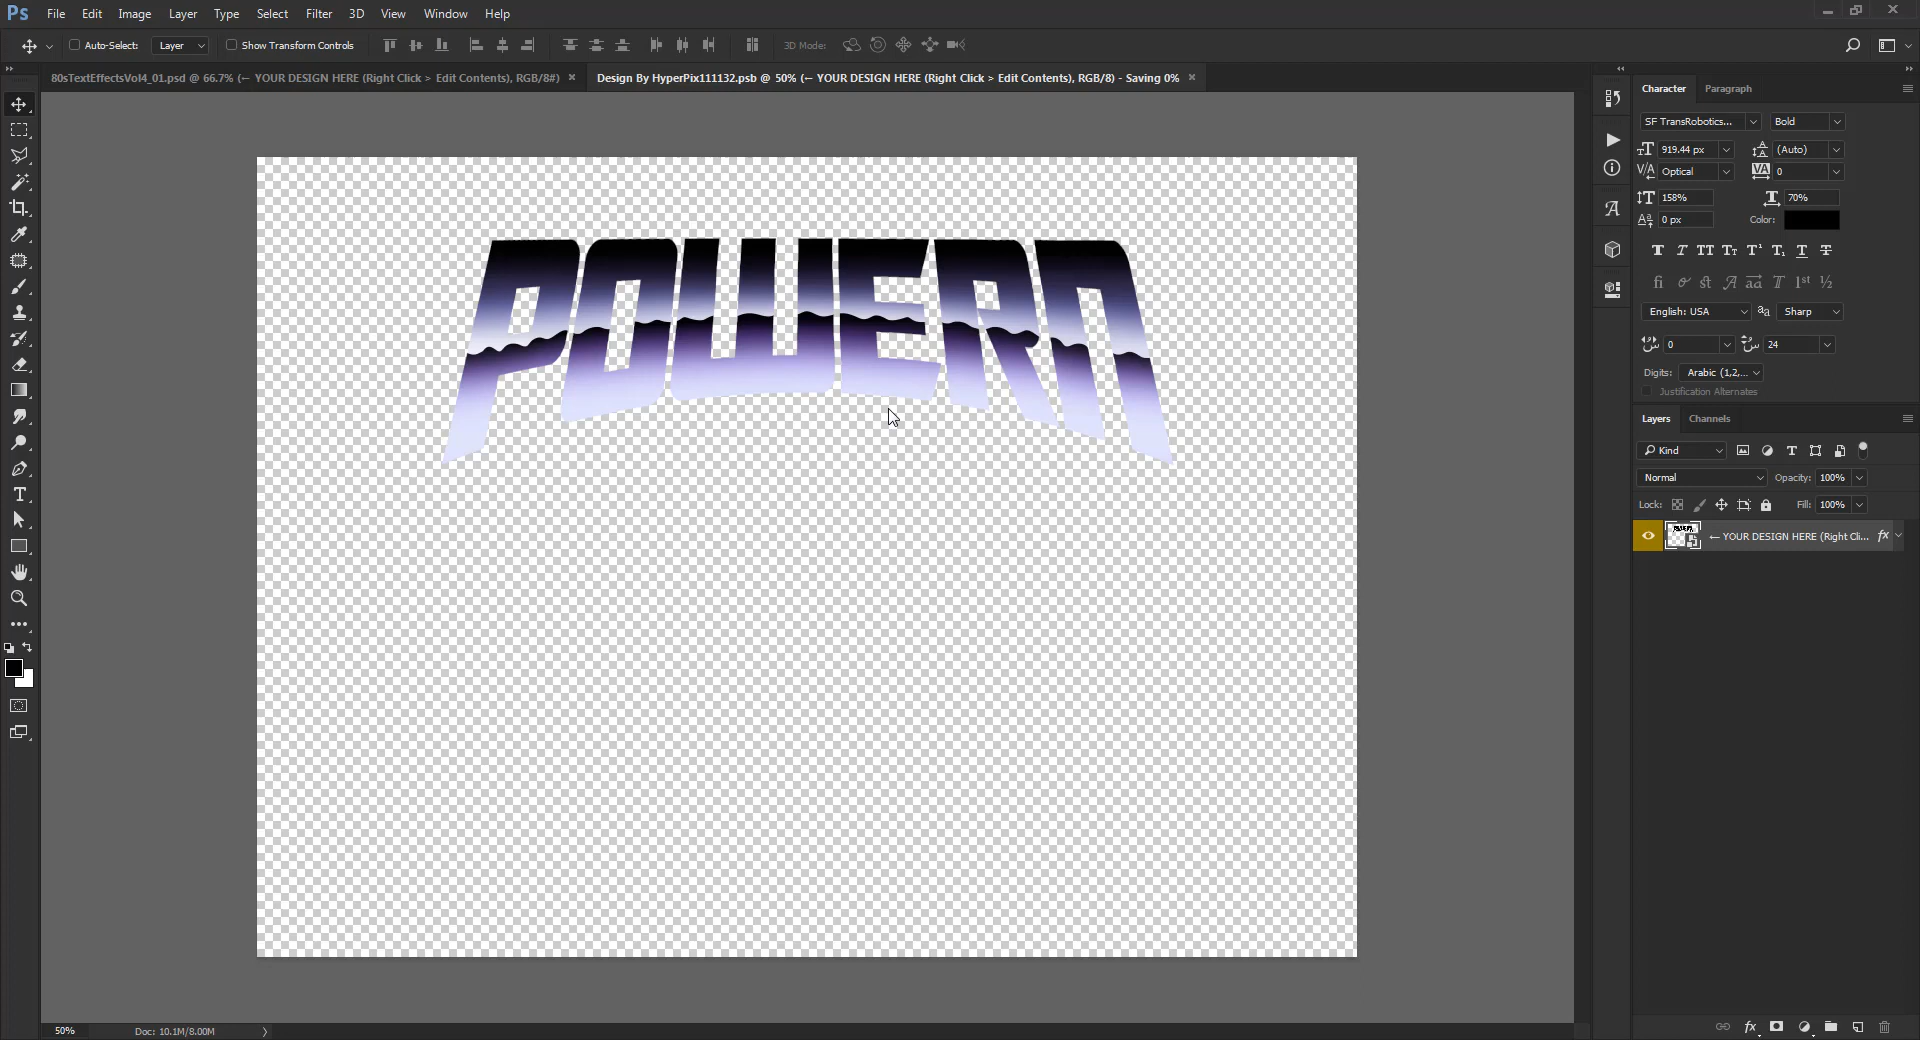 Ps File Edit Image Layer Type Select Filter 3D View Window Help
Auto-Select: Layer Show Transform Controls 3D Mode:
80sTextEffectsVol4_01.psd @ 66.7% (← YOUR DESIGN HERE (Right Click > Edit Contents), RGB/8#) ×
Design By HyperPix111132.psb @ 50% (← YOUR DESIGN HERE (Right Click > Edit Contents), RGB/8) - Saving 0% ×
POWERN
Character Paragraph
SF TransRobotics... Bold
919.44 px (Auto)
Optical 0
158% 70%
0 px Color:
English: USA Sharp
0 24
Digits: Arabic (1,2,...
Justification Alternates
Layers Channels
Kind
Normal Opacity: 100%
Lock: Fill: 100%
← YOUR DESIGN HERE (Right Cli... fx
50% Doc: 10.1M/8.00M